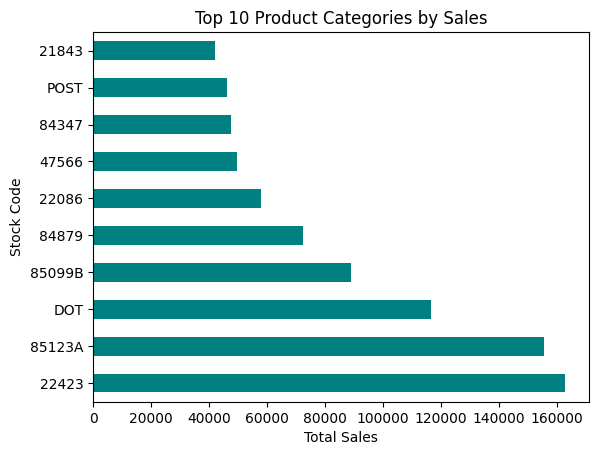 Top 10 Product Categories by Sales
Stock Code
21843
POST
84347
47566
22086
84879
85099B
DOT
85123A
22423
0 20000 40000 60000 80000 100000 120000 140000 160000
Total Sales